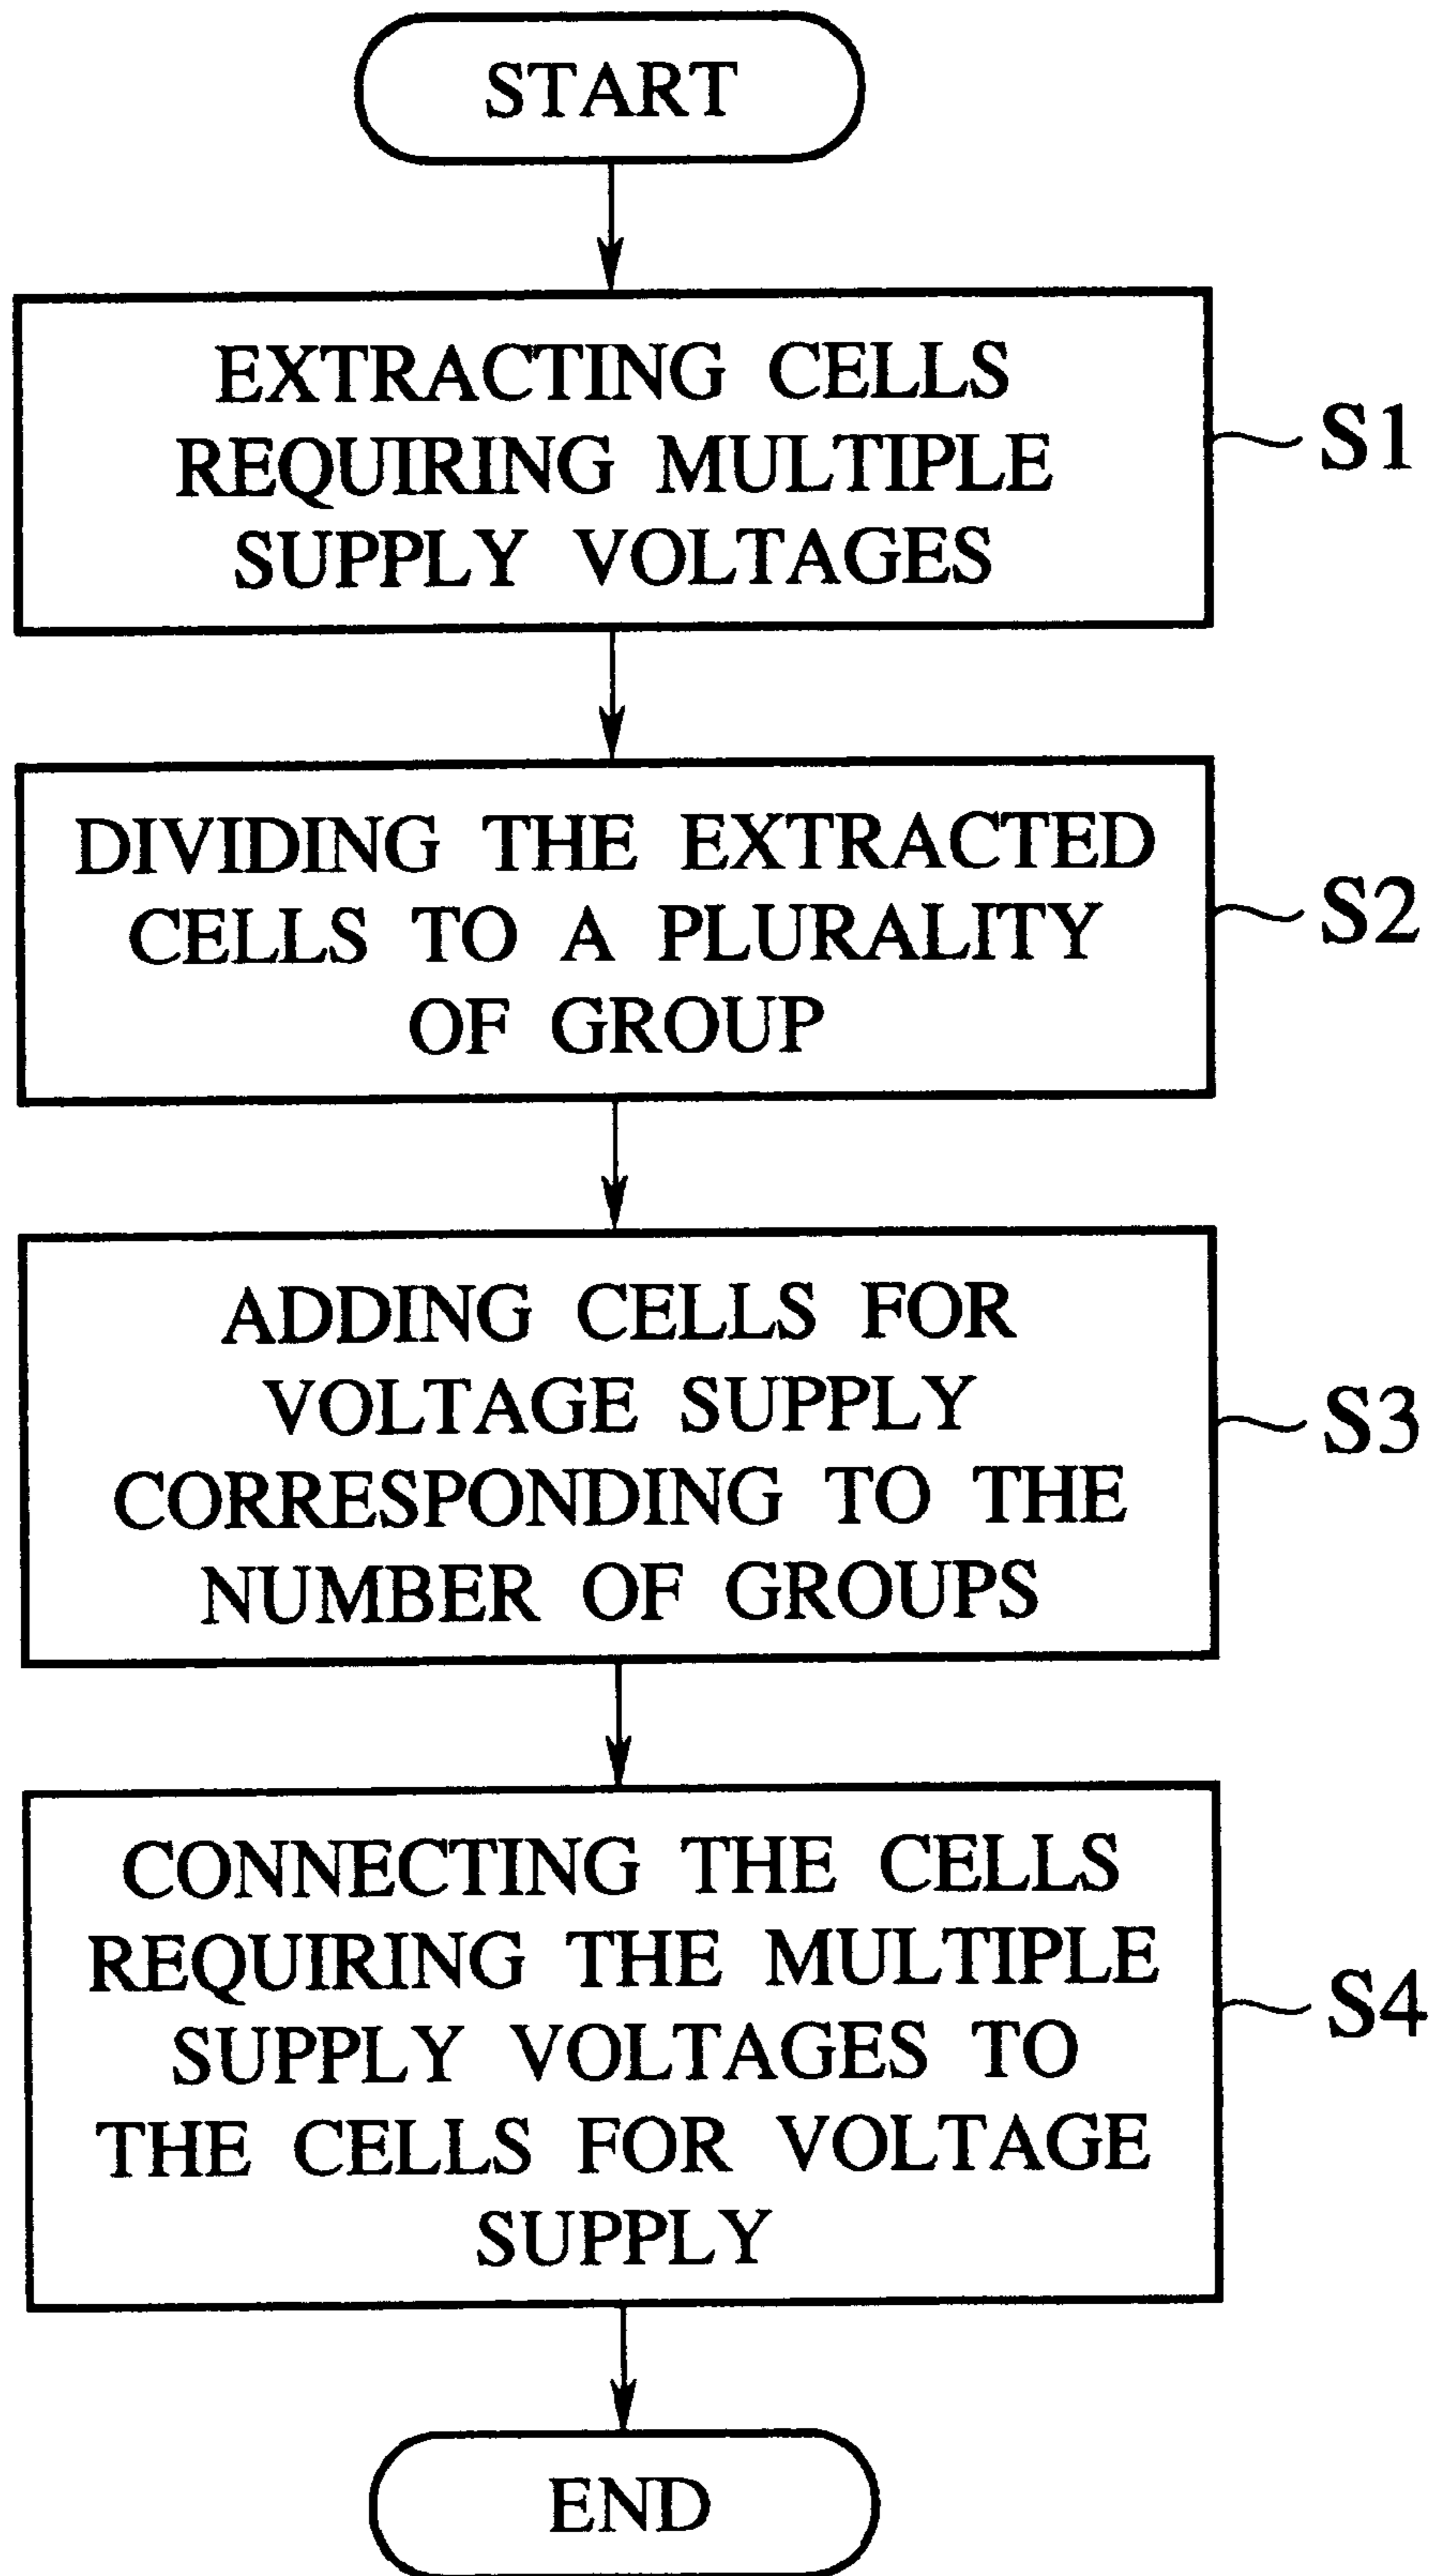 START
EXTRACTING CELLS
REQUIRING MULTIPLE
SUPPLY VOLTAGES
S1
DIVIDING THE EXTRACTED
CELLS TO A PLURALITY
OF GROUP
S2
ADDING CELLS FOR
VOLTAGE SUPPLY
CORRESPONDING TO THE
NUMBER OF GROUPS
S3
CONNECTING THE CELLS
REQUIRING THE MULTIPLE
SUPPLY VOLTAGES TO
THE CELLS FOR VOLTAGE
SUPPLY
S4
END